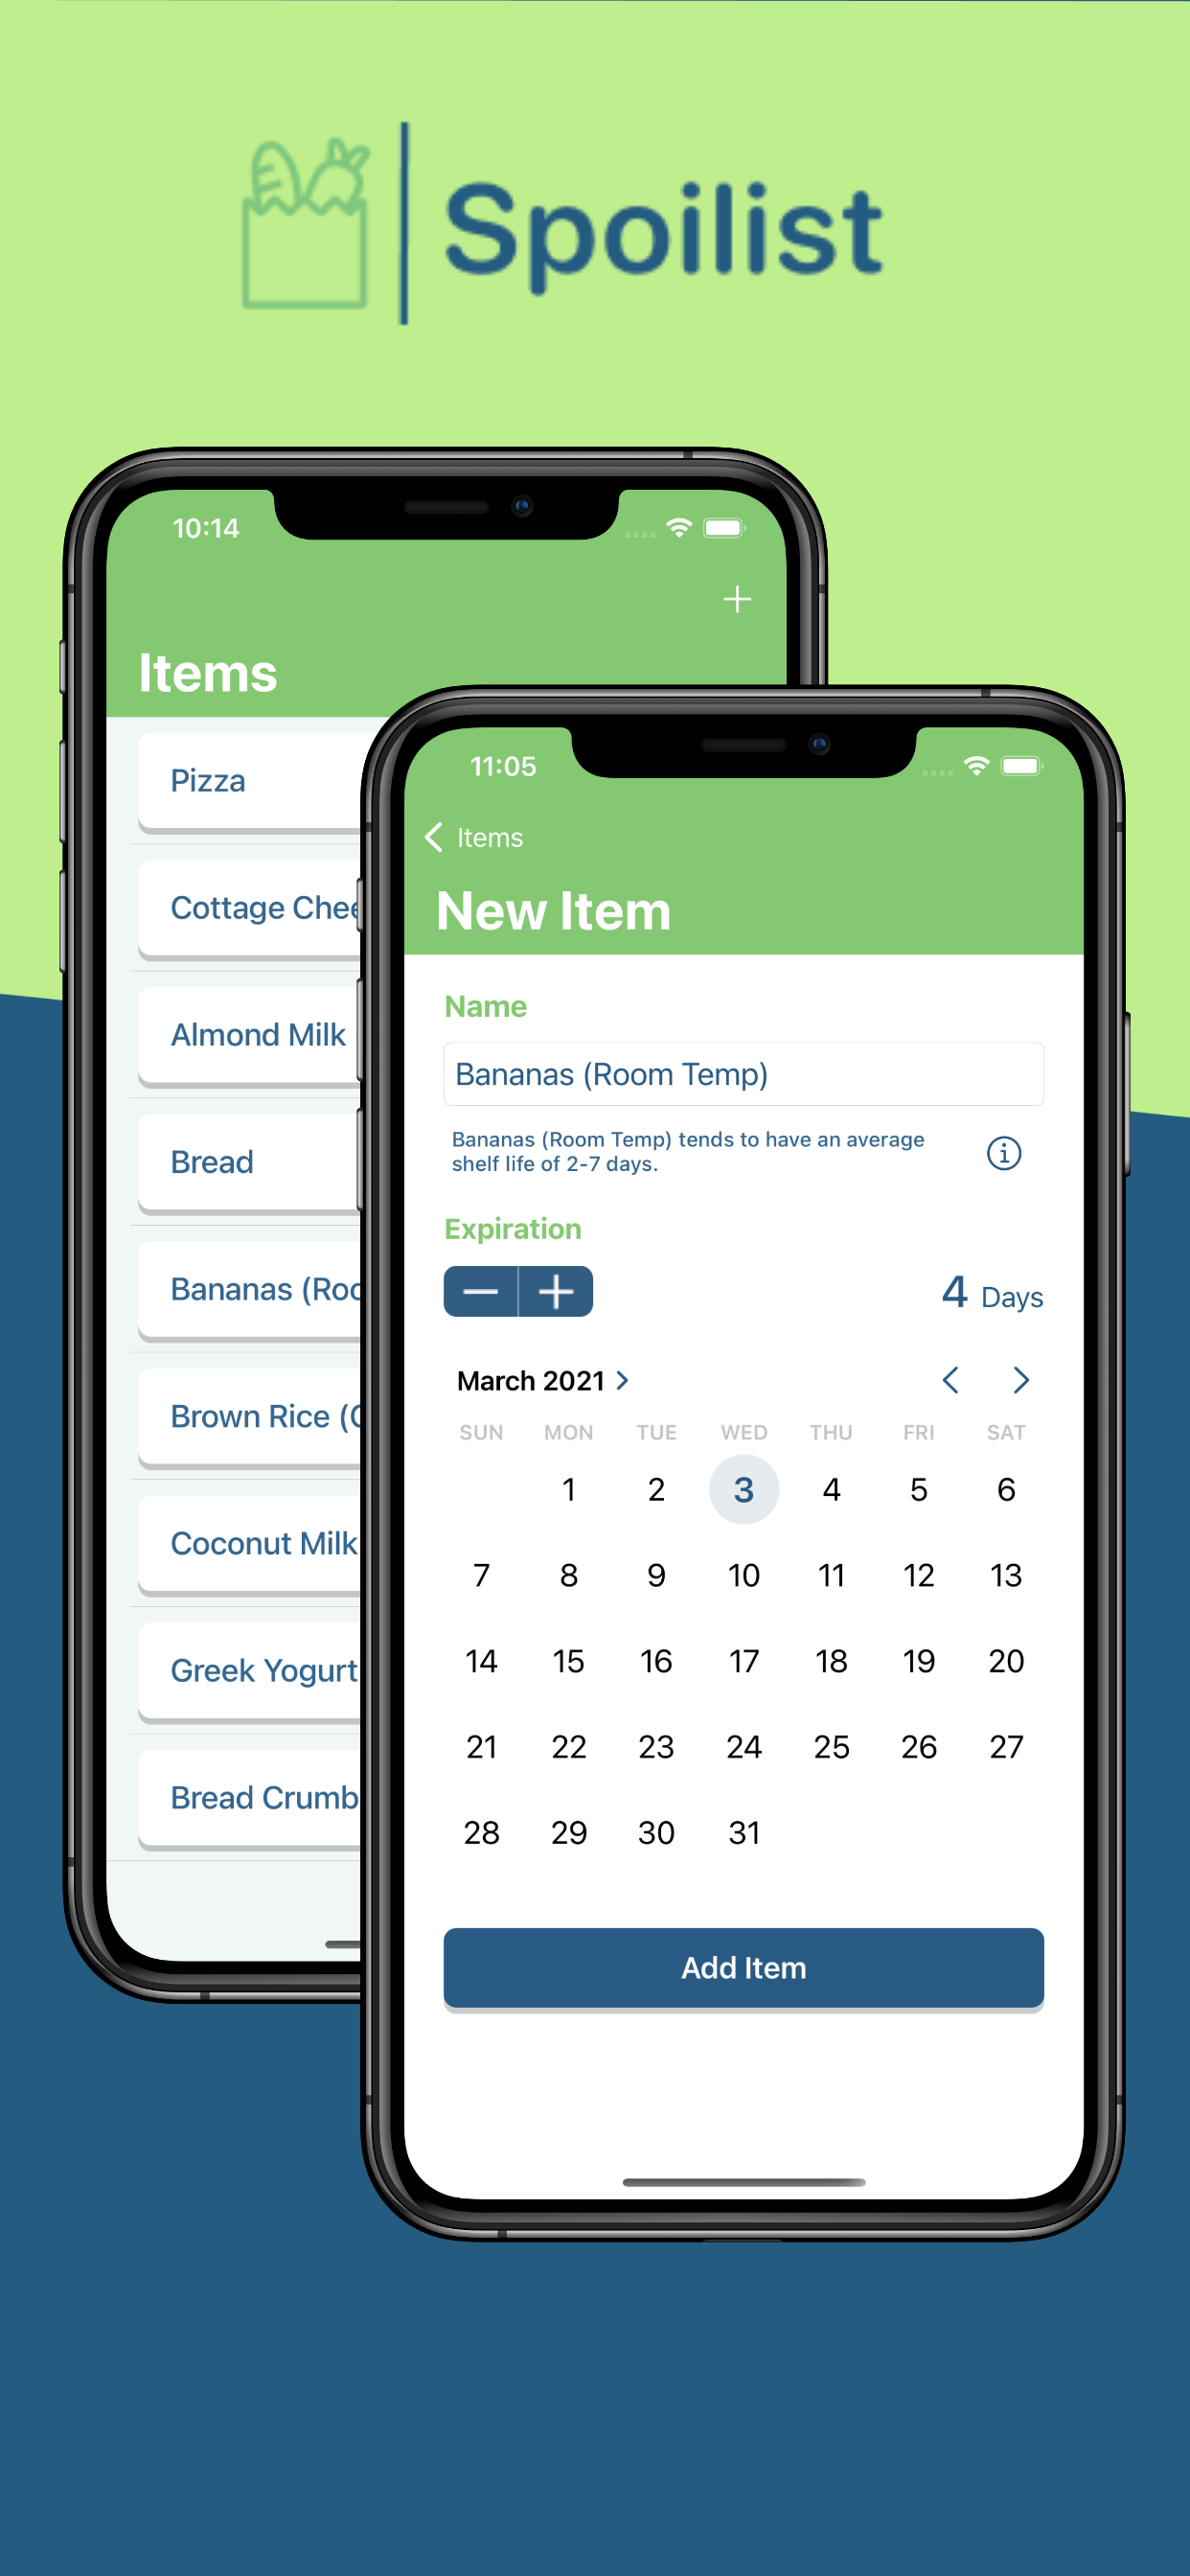 Spoilist
10:14
Items
Pizza
Cottage
Almond Milk
Bread
Bananas
Brown Rice
Coconut Milk
Greek Yogurt
Bread
11:05
Items
New Item
Name
Bananas (Room Temp)
Bananas (Room Temp) tends to have an average
shelf life of 2-7 days.
Expiration
4 Days
March 2021
SUN MON TUE WED THU FRI SAT
1 2 3 4 5 6
7 8 9 10 11 12 13
14 15 16 17 18 19 20
21 22 23 24 25 26 27
28 29 30 31
Add Item